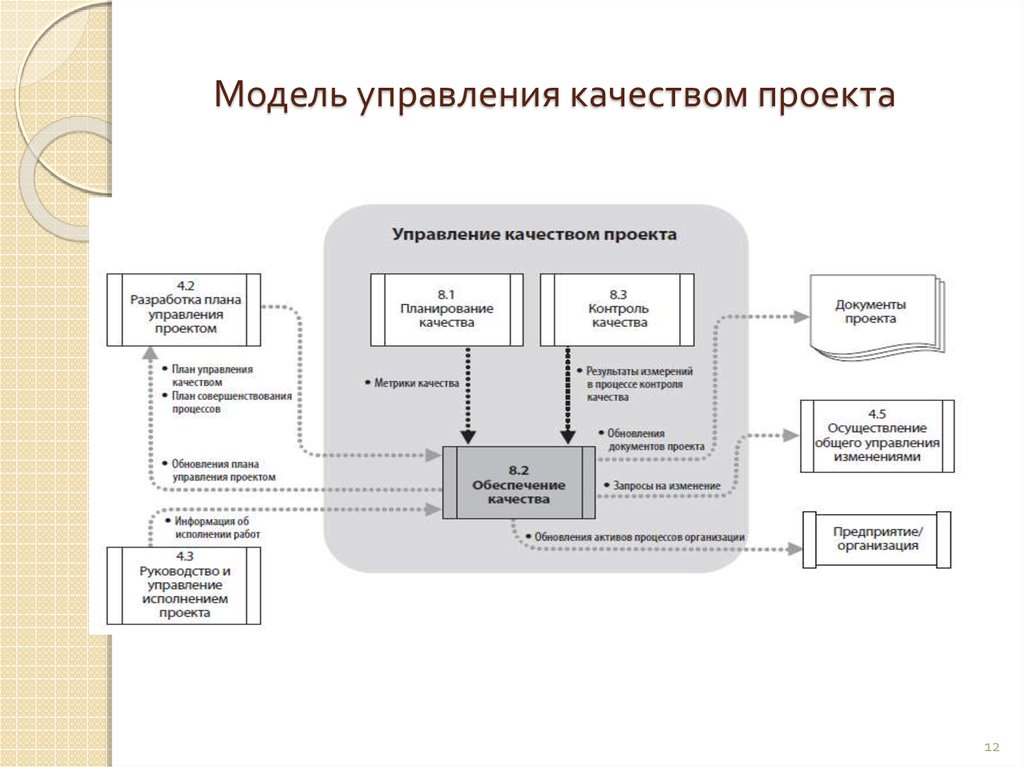 Модель управления качеством проекта
Управление качеством проекта
4.2
Разработка плана
управления
проектом
8.1
Планирование
качества
8.3
Контроль
качества
Документы
проекта
• План управления
качеством
• План совершенствования
процессов
• Метрики качества
• Результаты измерений
в процессе контроля
качества
4.5
Осуществление
общего управления
изменениями
• Обновления
документов проекта
• Обновления плана
управления проектом
8.2
Обеспечение
качества
• Запросы на изменение
• Информация об
исполнении работ
• Обновления активов процессов организации
Предприятие/
организация
4.3
Руководство и
управление
исполнением
проекта
12